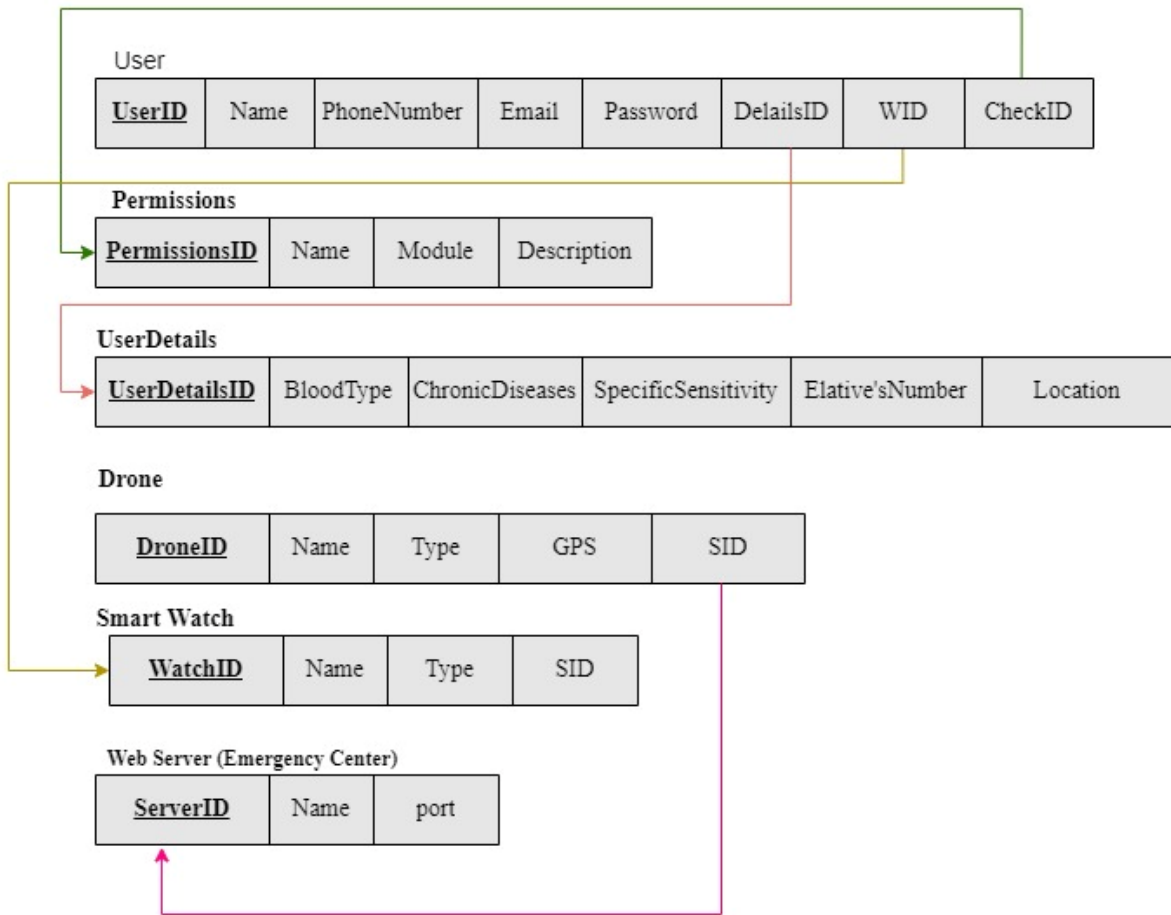 User
UserID Name PhoneNumber Email Password DelailsID WID CheckID
Permissions
PermissionsID Name Module Description
UserDetails
UserDetailsID BloodType ChronicDiseases SpecificSensitivity Elative'sNumber Location
Drone
DroneID Name Type GPS SID
Smart Watch
WatchID Name Type SID
Web Server (Emergency Center)
ServerID Name port